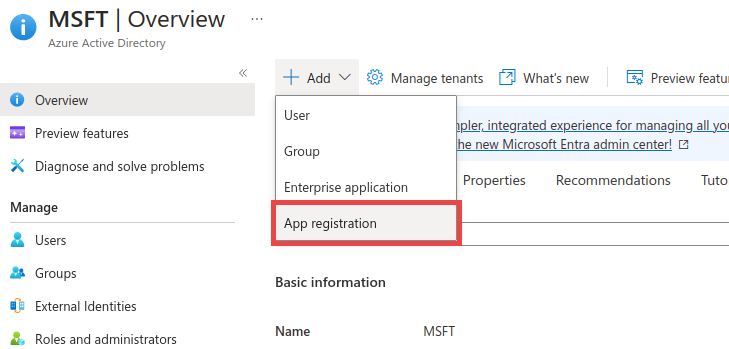 MSFT | Overview
Azure Active Directory
Add
Manage tenants
What's new
Preview featu
Overview
Preview features
Diagnose and solve problems
Manage
Users
Groups
External Identities
Roles and administrators
User
Group
Enterprise application
App registration
mpler, integrated experience for managing all you
he new Microsoft Entra admin center!
Properties
Recommendations
Tuto
Basic information
Name
MSFT